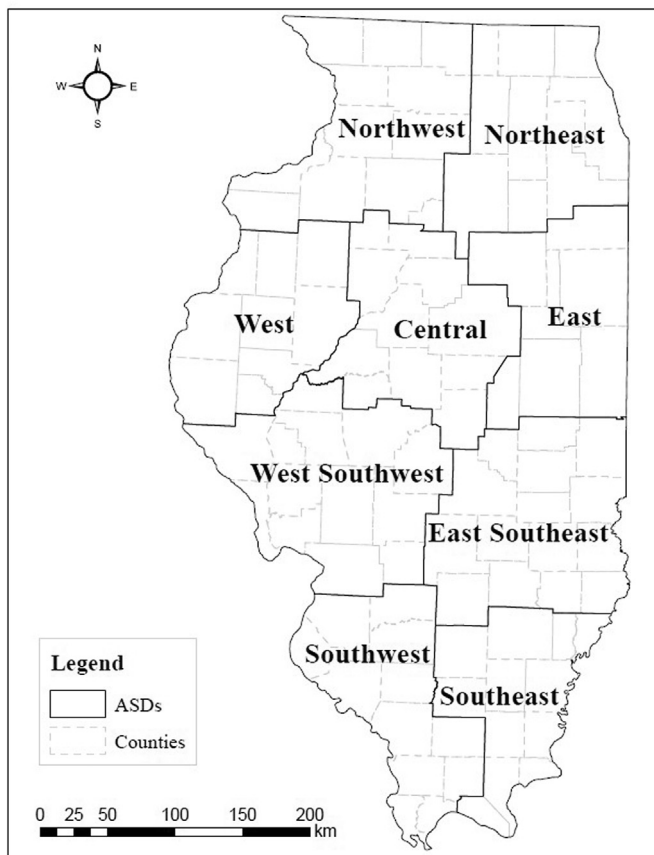 N
W E
S
Northwest
Northeast
West
Central
East
West Southwest
East Southeast
Southwest
Southeast
Legend
ASDs
Counties
0 25 50 100 150 200
km